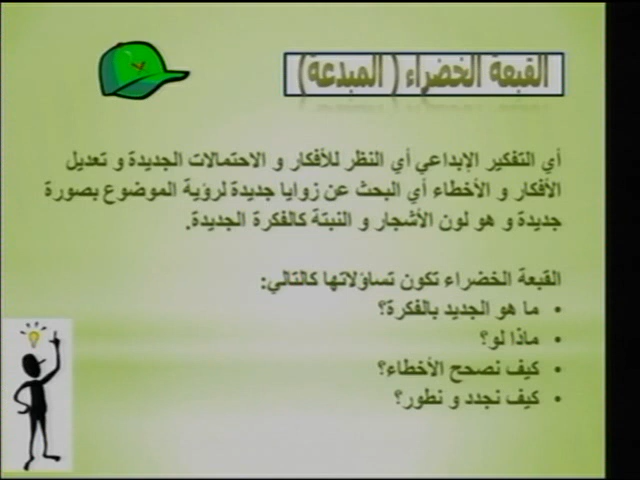 القبعة الخضراء ( المبدعة)
أي التفكير الإبداعي أي النظر للأفكار و الاحتمالات الجديدة و تعديل
الأفكار و الأخطاء أي البحث عن زوايا جديدة لر�ية الموضوع بصورة
جديدة و هو لون الأشجار و النبتة كالفكرة الجديدة.
القبعة الخضراء تكون تساؤلاتها كالتالي:
• ما هو الجديد بالفكرة؟
• ماذا لو؟
• كيف نصحح الأخطاء؟
• كيف نجدد و نطور؟